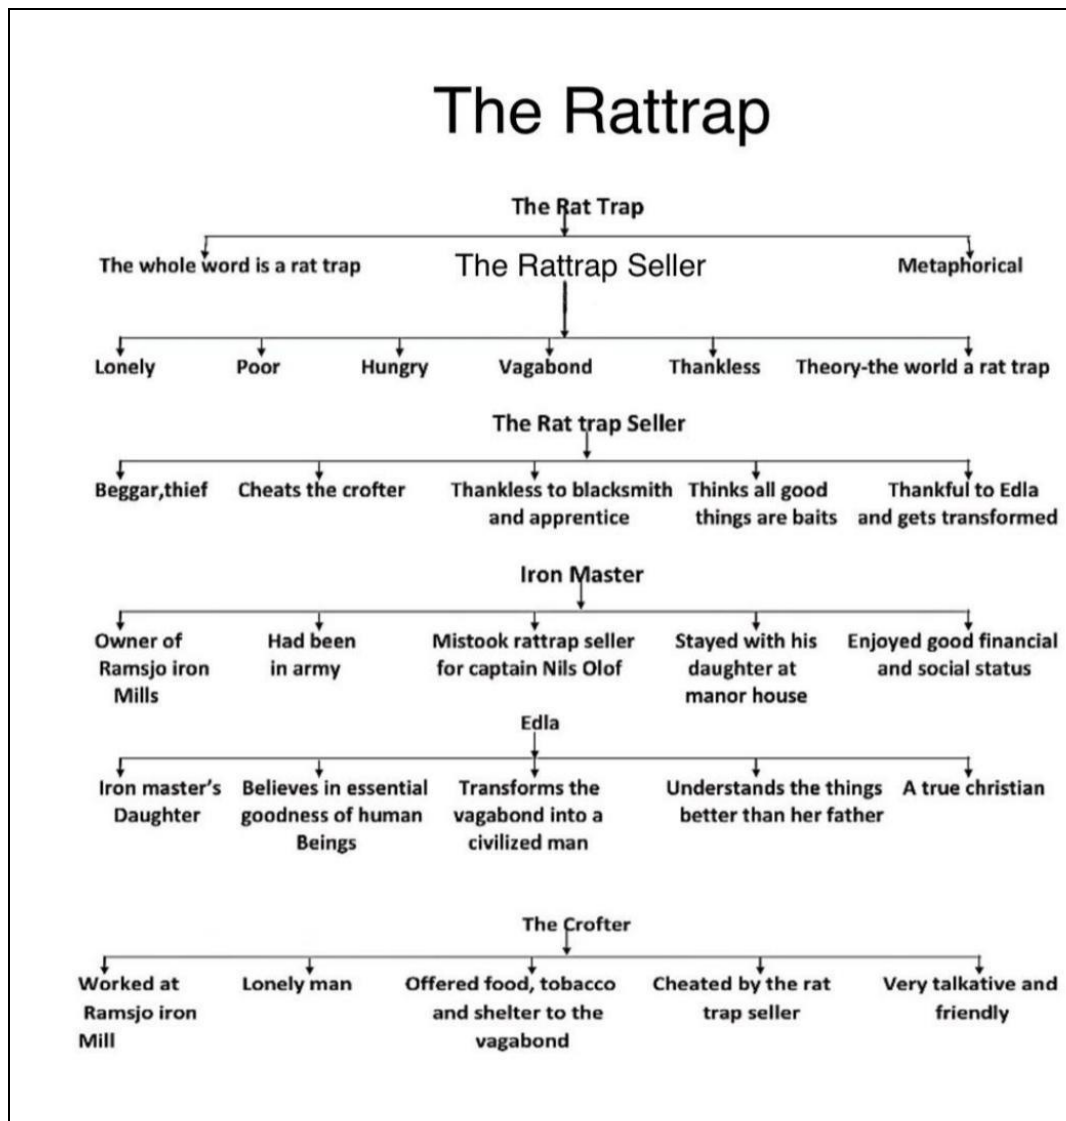 The Rattrap
The Rat Trap
The whole word is a rat trap The Rattrap Seller Metaphorical
Lonely Poor Hungry Vagabond Thankless Theory-the world a rat trap
The Rat trap Seller
Beggar,thief Cheats the crofter Thankless to blacksmith Thinks all good Thankful to Edla
and apprentice things are baits and gets transformed
Iron Master
Owner of Had been Mistook rattrap seller Stayed with his Enjoyed good financial
Ramsjo iron in army for captain Nils Olof daughter at and social status
Mills manor house
Edla
Iron master's Believes in essential Transforms the Understands the things A true christian
Daughter goodness of human vagabond into a better than her father
Beings civilized man
The Crofter
Worked at Lonely man Offered food, tobacco Cheated by the rat Very talkative and
Ramsjo iron and shelter to the trap seller friendly
Mill vagabond